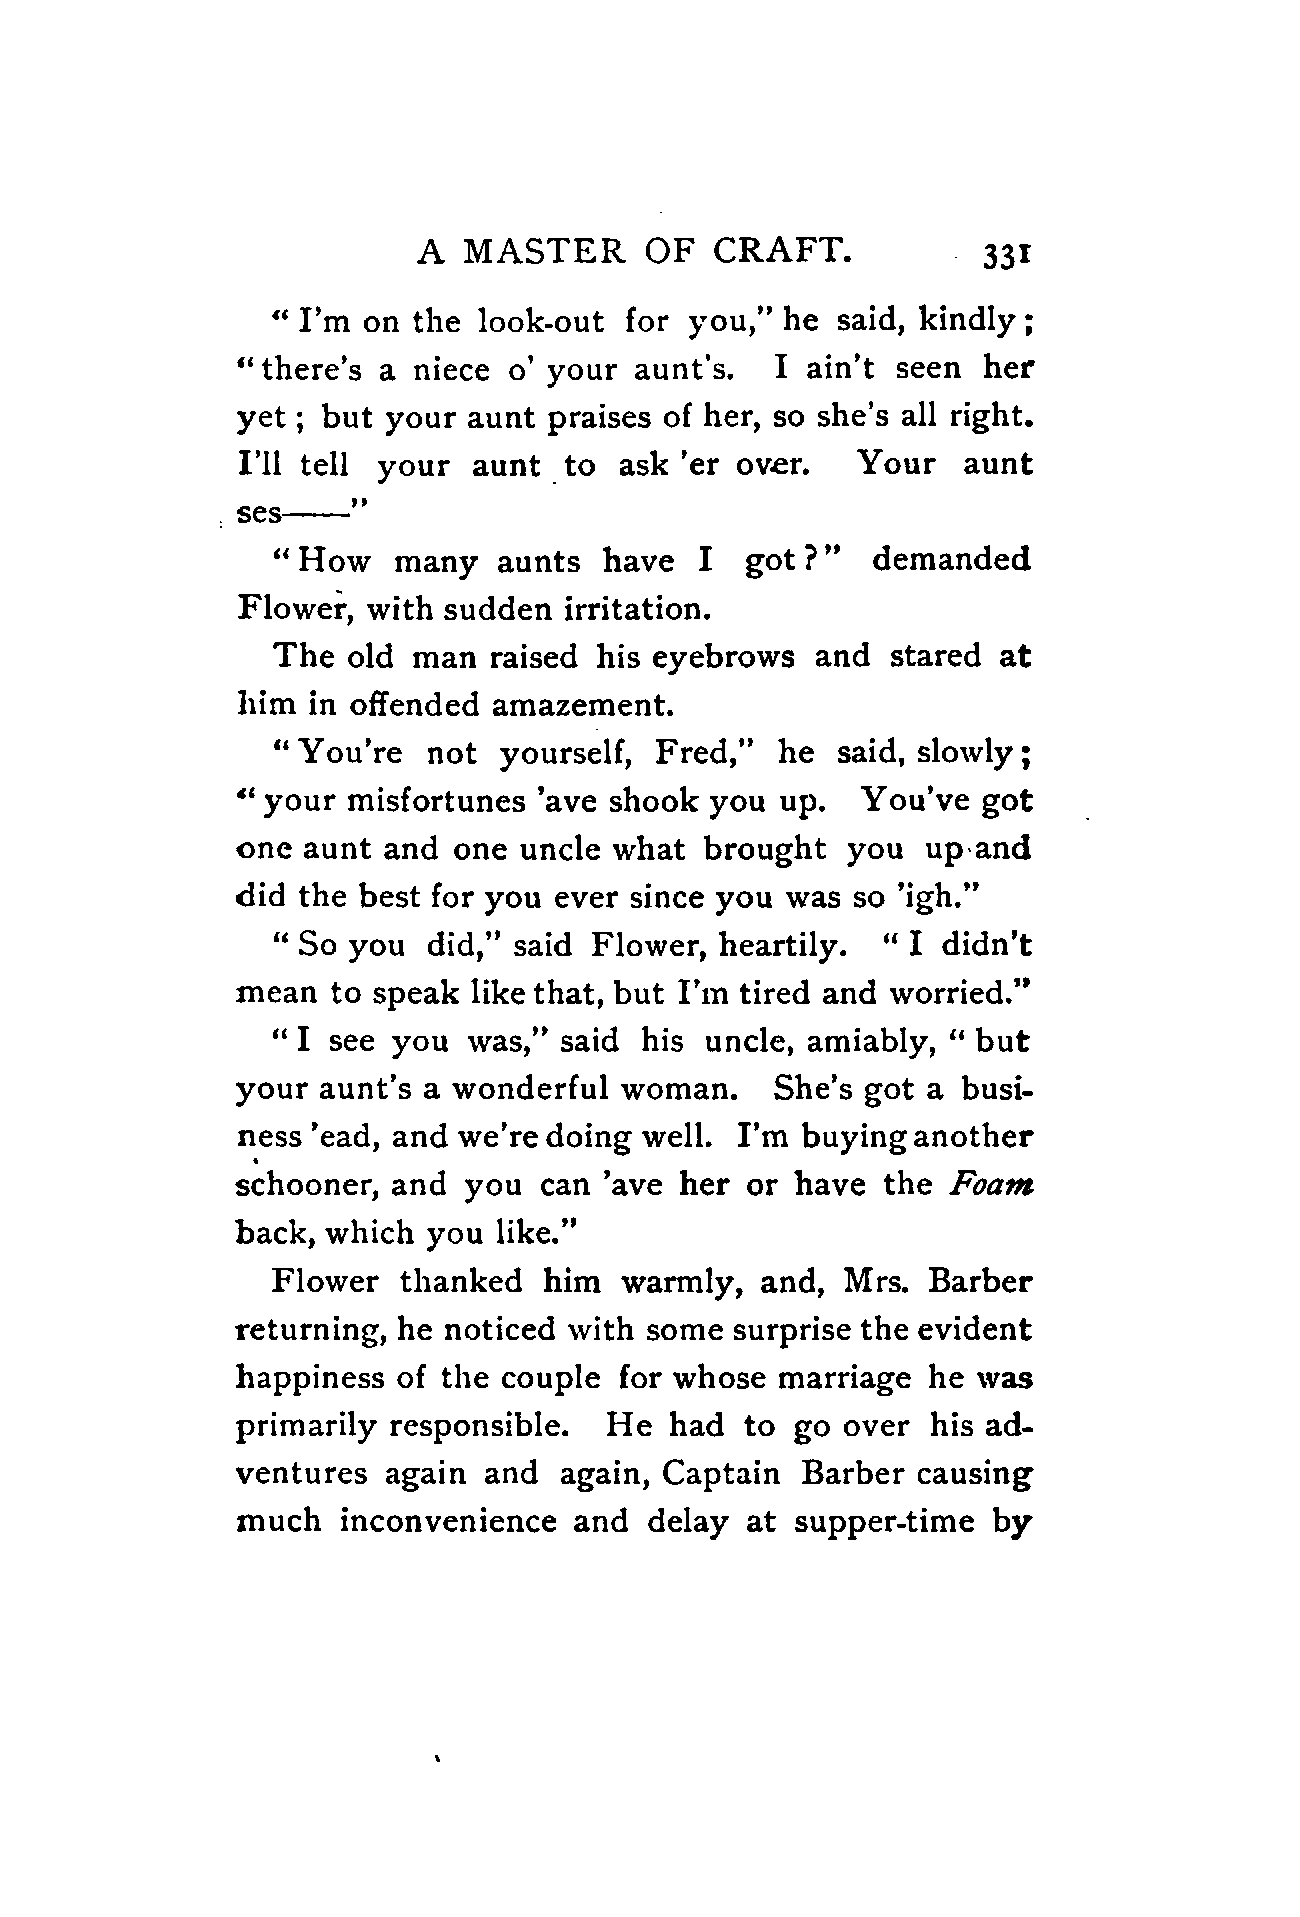 A MASTER OF CRAFT. 331
“ I’m on the look-out for you,” he said, kindly ;
“ there’s a niece o’ your aunt’s. I ain’t seen her
yet ; but your aunt praises of her, so she’s all right.
I’ll tell your aunt to ask ’er over. Your aunt
ses——”
“ How many aunts have I got ? ” demanded
Flower, with sudden irritation.
The old man raised his eyebrows and stared at
him in offended amazement.
“ You’re not yourself, Fred,” he said, slowly ;
“ your misfortunes ’ave shook you up. You’ve got
one aunt and one uncle what brought you up and
did the best for you ever since you was so ’igh.”
“ So you did,” said Flower, heartily. “ I didn’t
mean to speak like that, but I’m tired and worried.”
“ I see you was,” said his uncle, amiably, “ but
your aunt’s a wonderful woman. She’s got a busi-
ness ’ead, and we’re doing well. I’m buying another
schooner, and you can ’ave her or have the Foam
back, which you like.”
Flower thanked him warmly, and, Mrs. Barber
returning, he noticed with some surprise the evident
happiness of the couple for whose marriage he was
primarily responsible. He had to go over his ad-
ventures again and again, Captain Barber causing
much inconvenience and delay at supper-time by